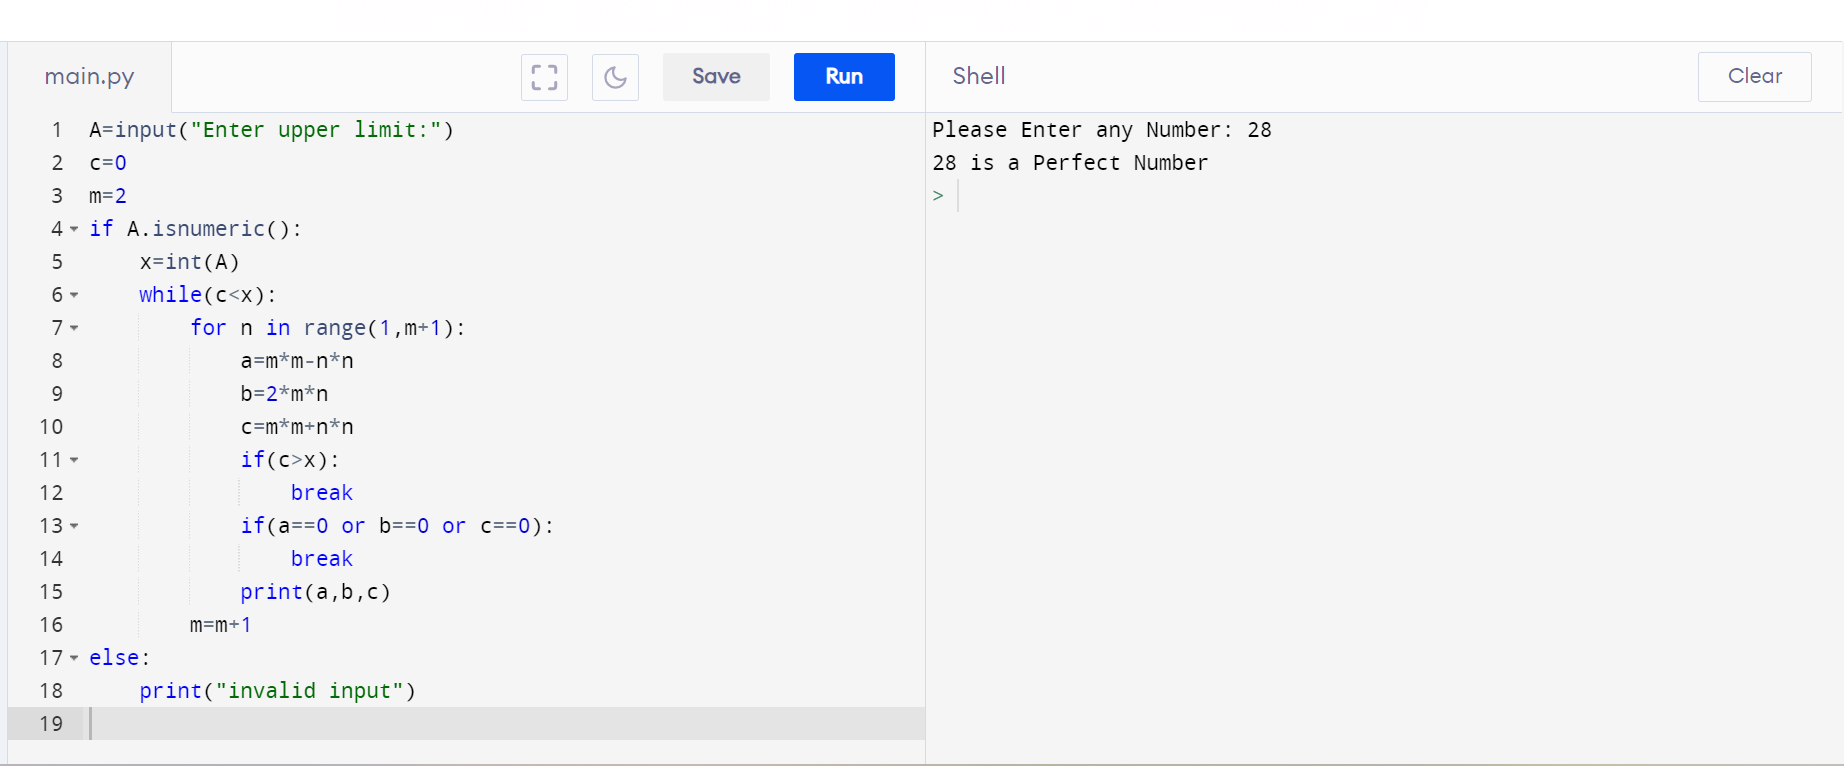 main.py
Save
Run
Shell
Clear
1 A=input("Enter upper limit:")
2 c=0
3 m=2
4 if A.isnumeric():
5     x=int(A)
6     while(c<x):
7         for n in range(1,m+1):
8             a=m*m-n*n
9             b=2*m*n
10             c=m*m+n*n
11             if(c>x):
12                 break
13             if(a==0 or b==0 or c==0):
14                 break
15             print(a,b,c)
16         m=m+1
17 else:
18     print("invalid input")
19
Please Enter any Number: 28
28 is a Perfect Number
>